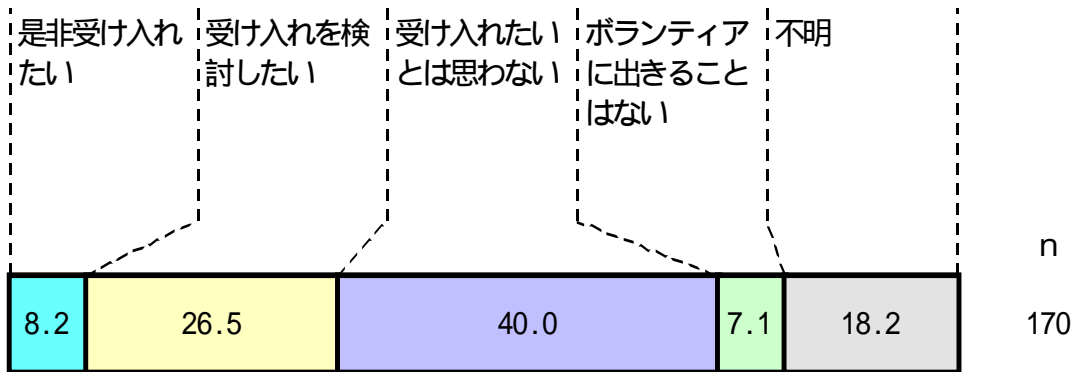 是非受け入れ
たい
受け入れを検
討したい
受け入れたい
とは思わない
ボランティア
に出きること
はない
不明
n
8.2
26.5
40.0
7.1
18.2
170